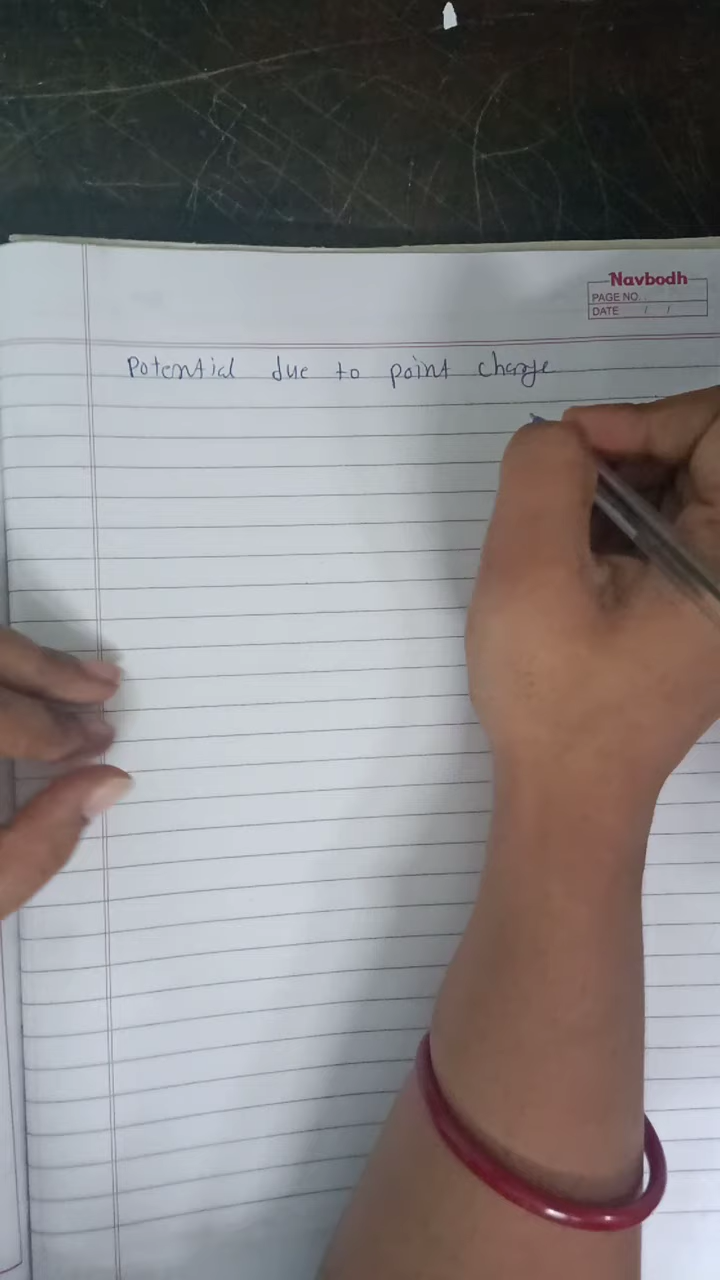 Navbodh
PAGE NO.
DATE / /
Potential due to point charge